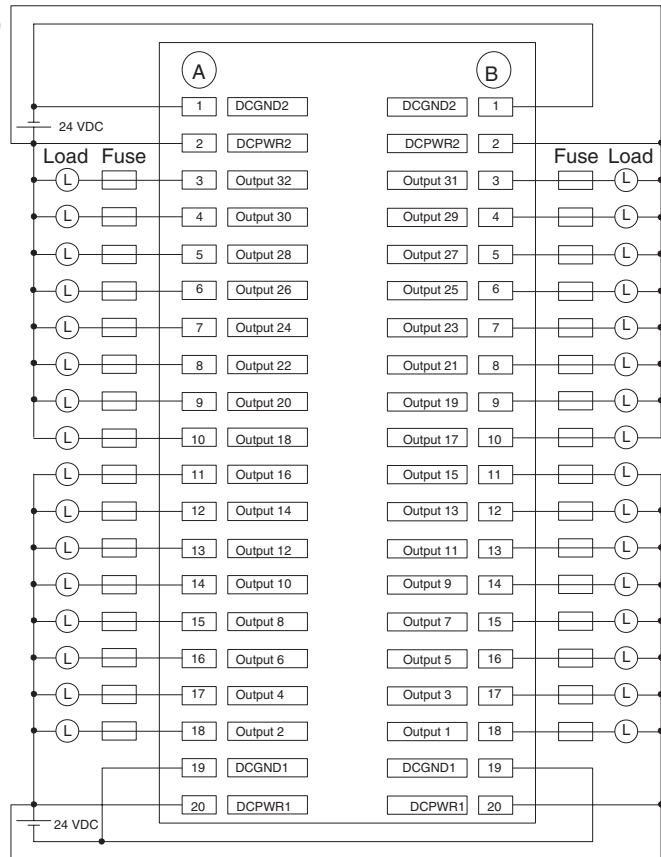 A B
1 DCGND2 DCGND2 1
24 VDC
2 DCPWR2 DCPWR2 2
Load Fuse Fuse Load
L 3 Output 32 Output 31 3 L
L 4 Output 30 Output 29 4 L
L 5 Output 28 Output 27 5 L
L 6 Output 26 Output 25 6 L
L 7 Output 24 Output 23 7 L
L 8 Output 22 Output 21 8 L
L 9 Output 20 Output 19 9 L
L 10 Output 18 Output 17 10 L
L 11 Output 16 Output 15 11 L
L 12 Output 14 Output 13 12 L
L 13 Output 12 Output 11 13 L
L 14 Output 10 Output 9 14 L
L 15 Output 8 Output 7 15 L
L 16 Output 6 Output 5 16 L
L 17 Output 4 Output 3 17 L
L 18 Output 2 Output 1 18 L
19 DCGND1 DCGND1 19
20 DCPWR1 DCPWR1 20
24 VDC